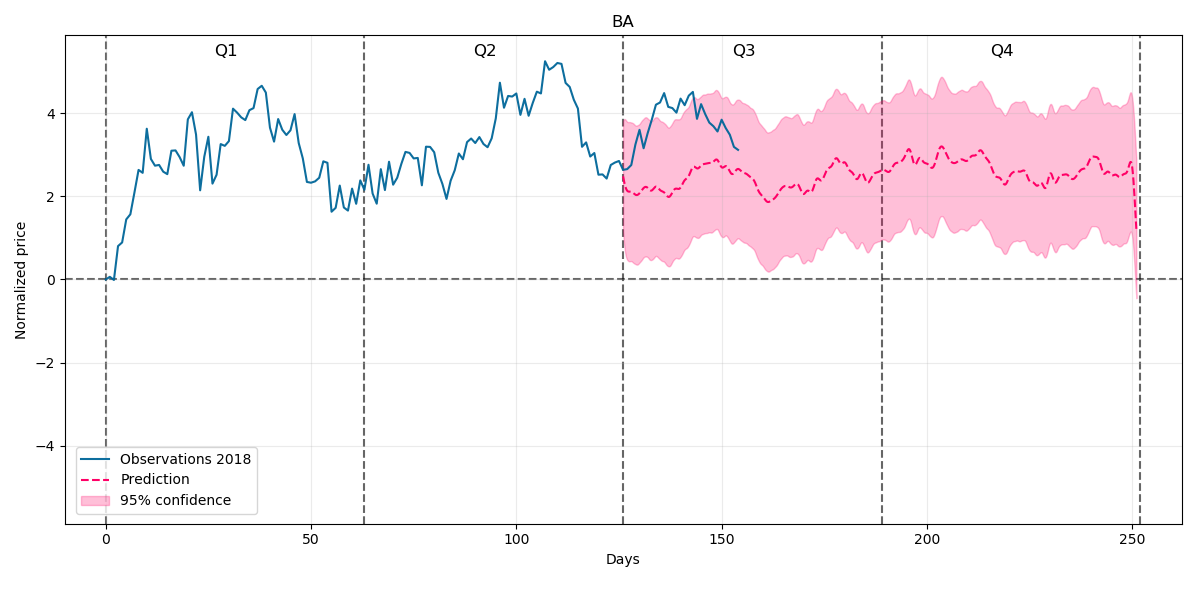 BA
Q1 Q2 Q3 Q4
4
2
0
−2
−4
Normalized price
Observations 2018
Prediction
95% confidence
0 50 100 150 200 250
Days